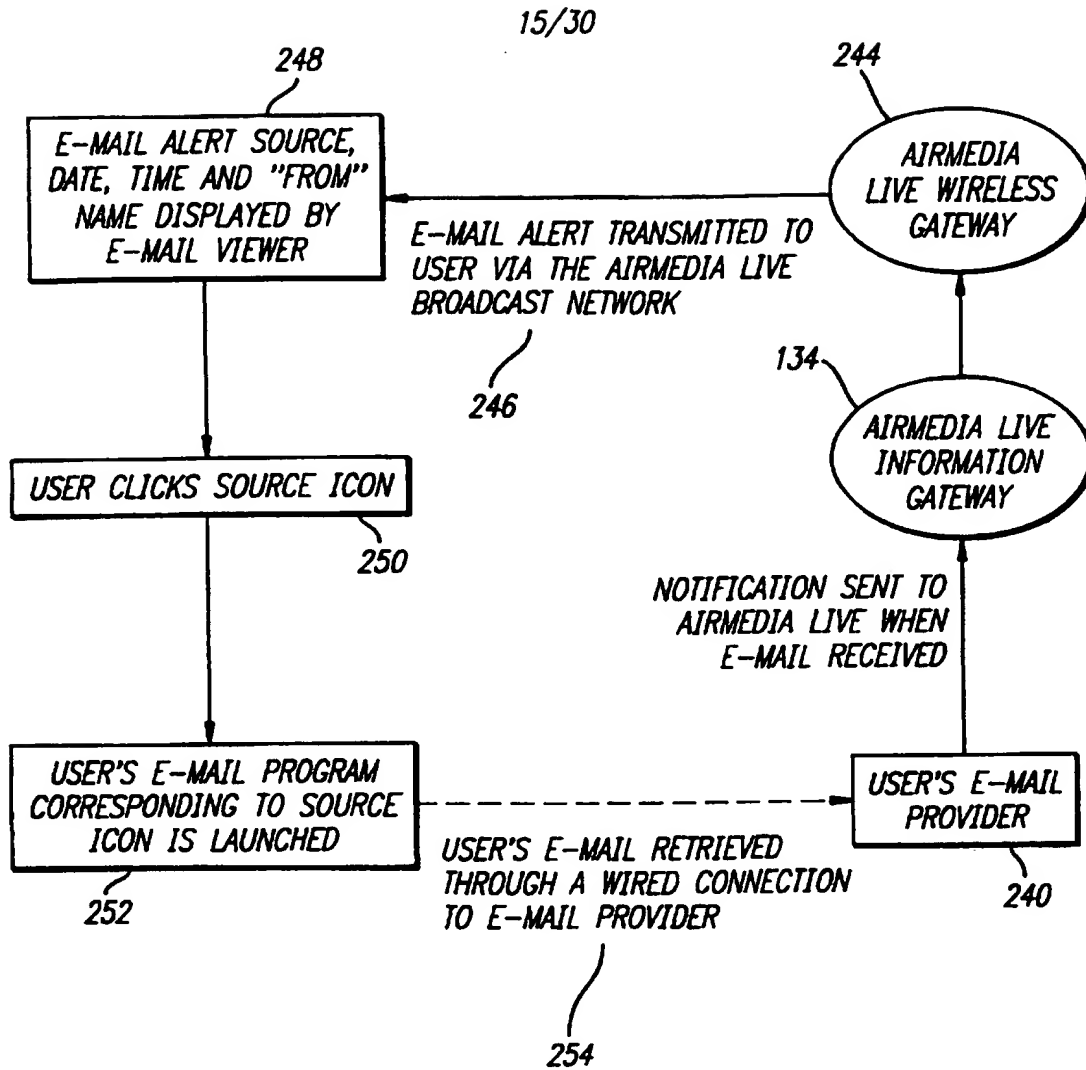 15/30
248
244
E-MAIL ALERT SOURCE,
DATE, TIME AND "FROM"
NAME DISPLAYED BY
E-MAIL VIEWER
AIRMEDIA
LIVE WIRELESS
GATEWAY
E-MAIL ALERT TRANSMITTED TO
USER VIA THE AIRMEDIA LIVE
BROADCAST NETWORK
246
134
AIRMEDIA LIVE
INFORMATION
GATEWAY
USER CLICKS SOURCE ICON
250
NOTIFICATION SENT TO
AIRMEDIA LIVE WHEN
E-MAIL RECEIVED
USER'S E-MAIL PROGRAM
CORRESPONDING TO SOURCE
ICON IS LAUNCHED
252
USER'S E-MAIL
PROVIDER
240
USER'S E-MAIL RETRIEVED
THROUGH A WIRED CONNECTION
TO E-MAIL PROVIDER
254